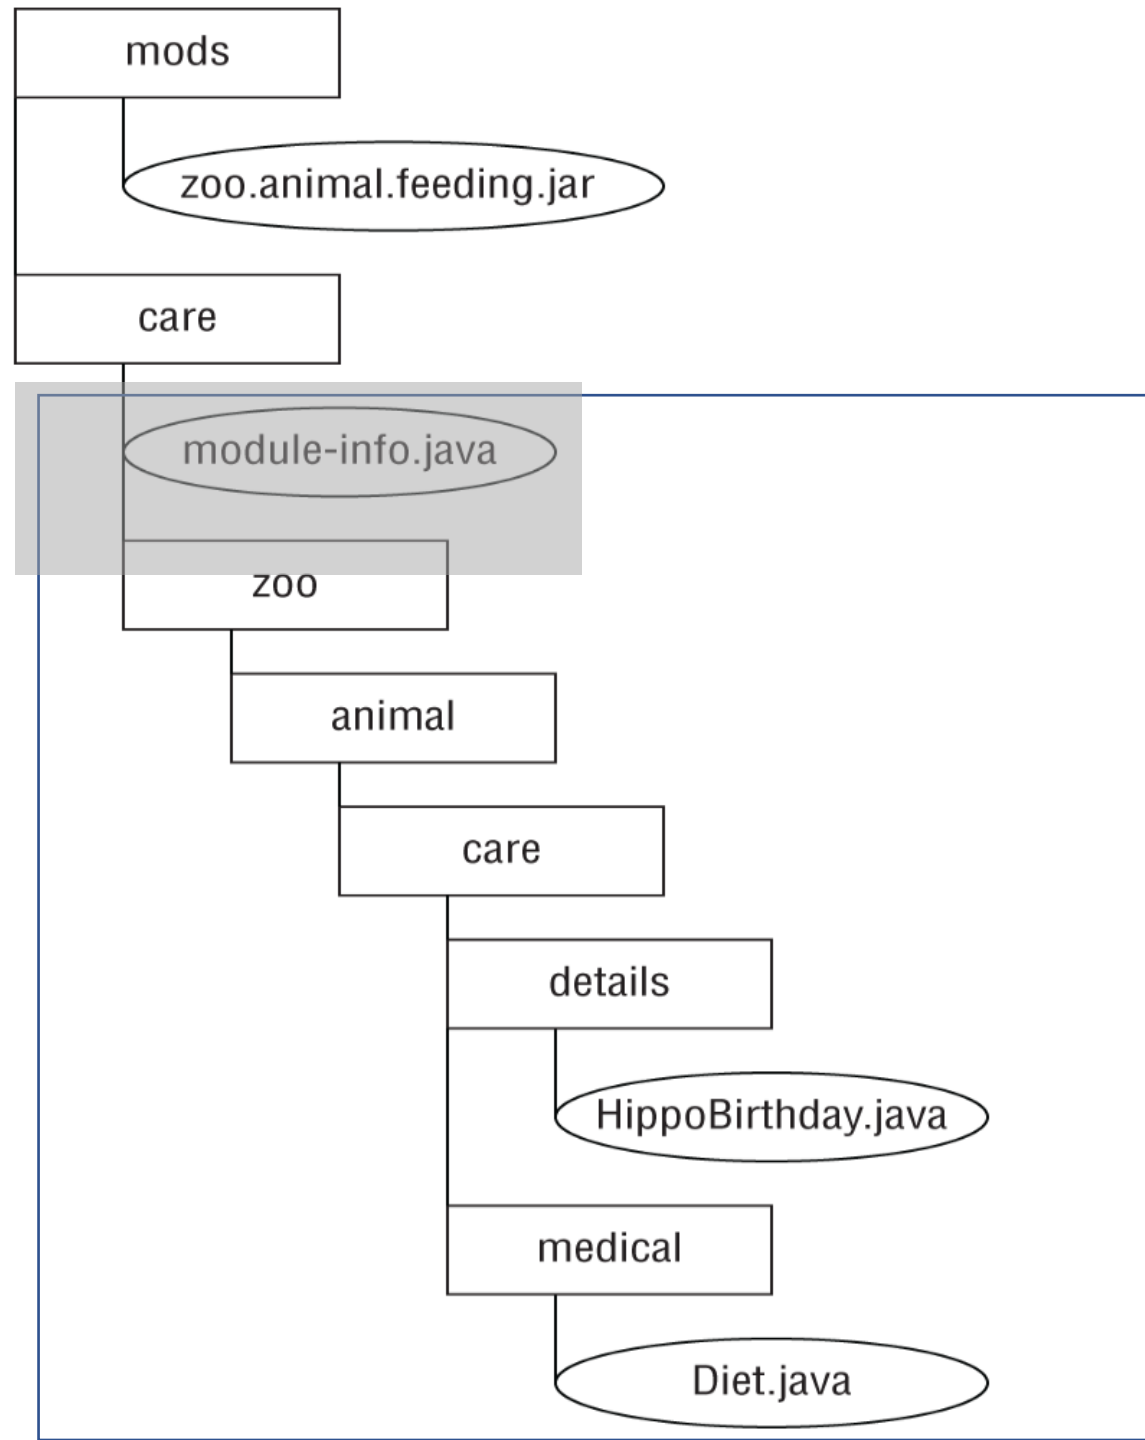 mods
zoo.animal.feeding.jar
care
module-info.java
zoo
animal
care
details
HippoBirthday.java
medical
Diet.java